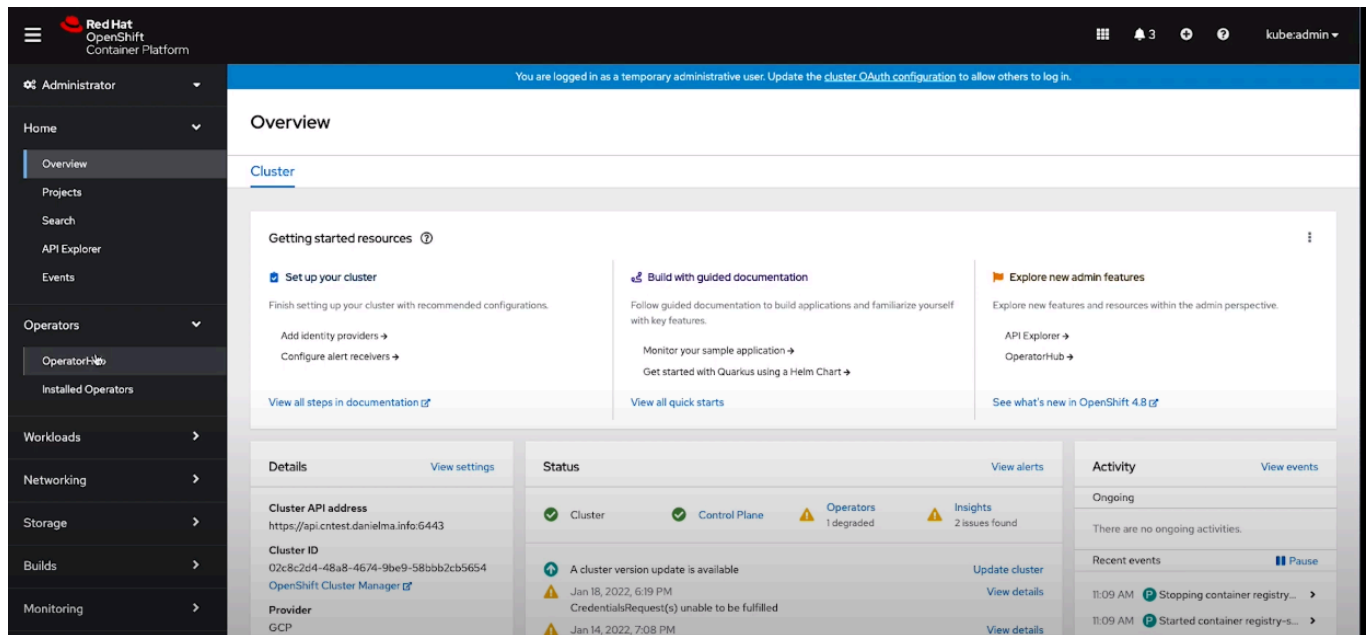 Red Hat
OpenShift
Container Platform
3
kube:admin
Administrator
Home
Overview
Projects
Search
API Explorer
Events
Operators
OperatorHub
Installed Operators
Workloads
Networking
Storage
Builds
Monitoring
You are logged in as a temporary administrative user. Update the cluster OAuth configuration to allow others to log in.
Overview
Cluster
Getting started resources
Set up your cluster
Finish setting up your cluster with recommended configurations.
Add identity providers →
Configure alert receivers →
View all steps in documentation
Build with guided documentation
Follow guided documentation to build applications and familiarize yourself
with key features.
Monitor your sample application →
Get started with Quarkus using a Helm Chart →
View all quick starts
Explore new admin features
Explore new features and resources within the admin perspective.
API Explorer →
OperatorHub →
See what's new in OpenShift 4.8
Details
View settings
Cluster API address
https://api.cntest.danielma.info:6443
Cluster ID
02c8c2d4-48a8-4674-9be9-58bbb2cb5654
OpenShift Cluster Manager
Provider
GCP
Status
View alerts
Cluster
Control Plane
Operators
1 degraded
Insights
2 issues found
A cluster version update is available
Update cluster
Jan 18, 2022, 6:19 PM
View details
CredentialsRequest(s) unable to be fulfilled
Jan 14, 2022, 7:08 PM
View details
Activity
View events
Ongoing
There are no ongoing activities.
Recent events
Pause
11:09 AM P Stopping container registry...
11:09 AM P Started container registry-s...